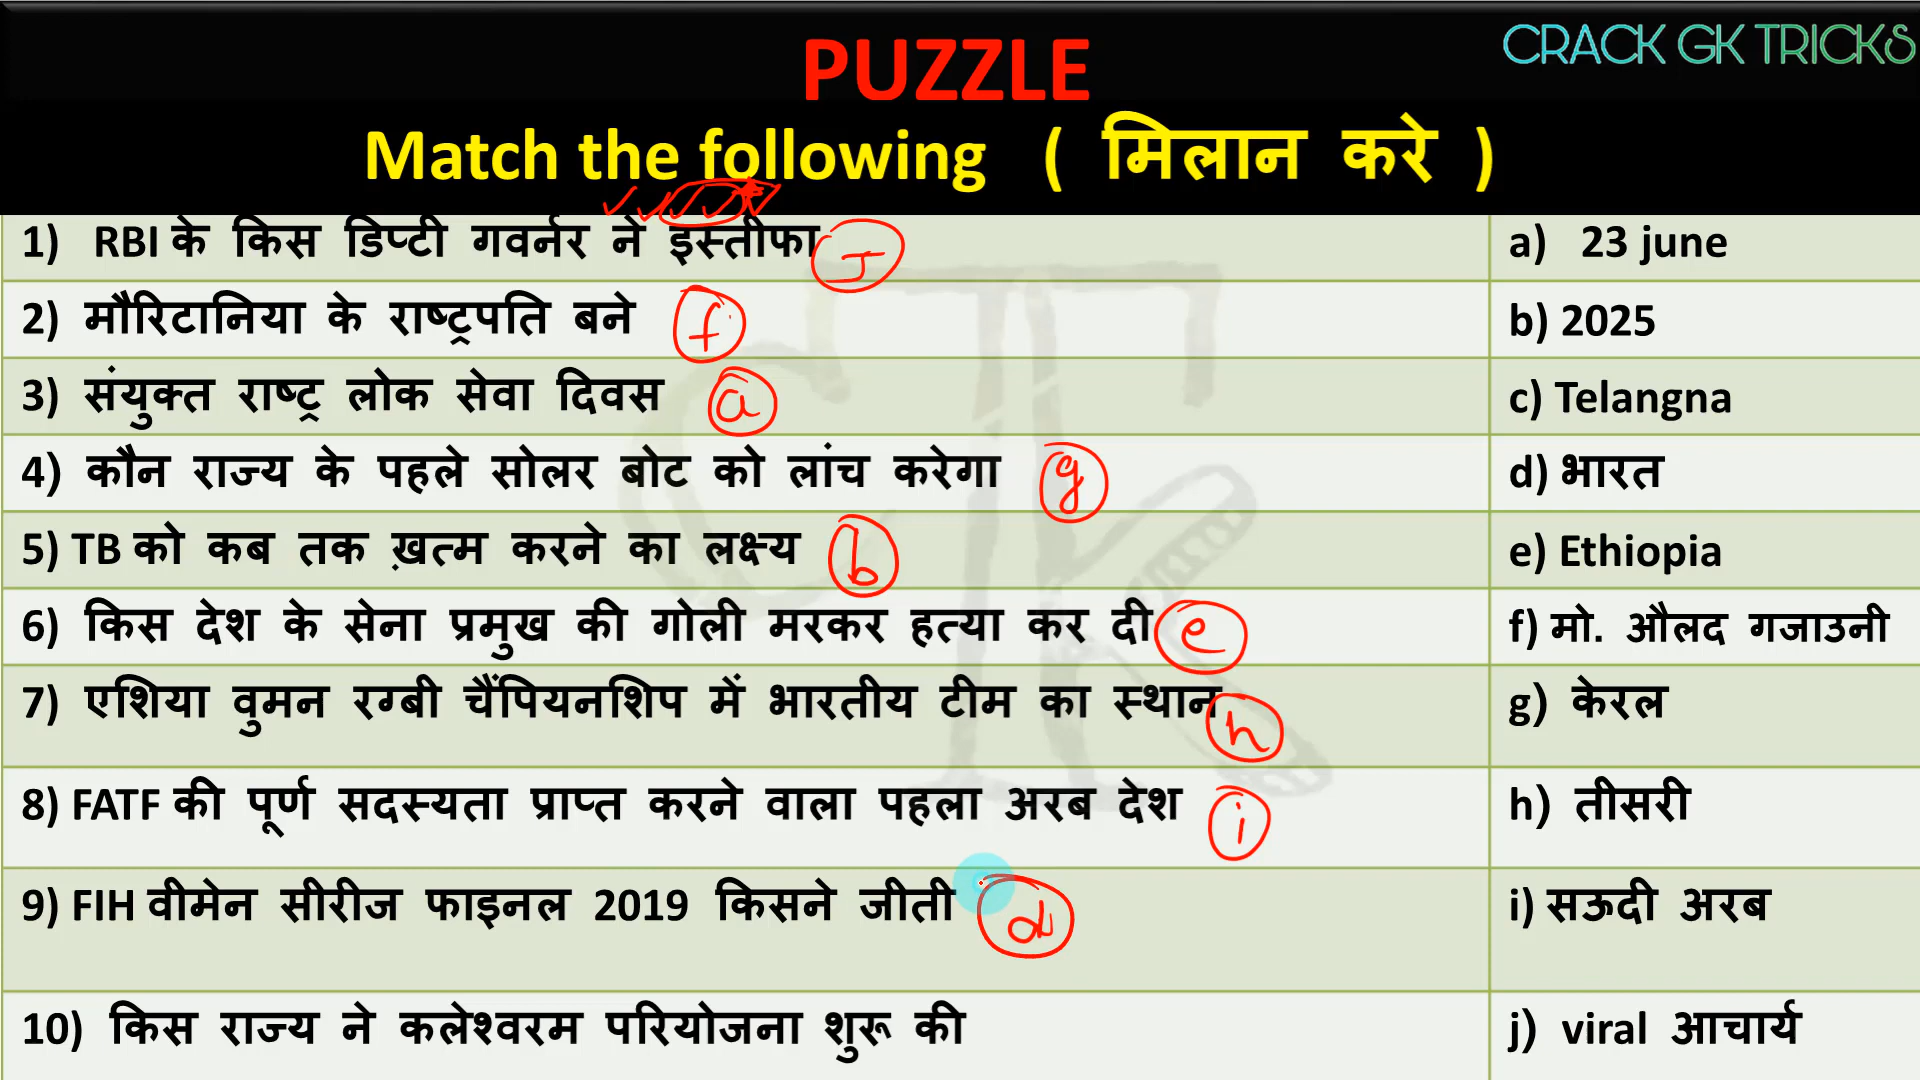 CRACK GK TRICKS
PUZZLE
Match the following ( मिलान करे )
1) RBI के किस डिप्टी गवर्नर ने इस्तीफा J a) 23 june
2) मौरिटानिया के राष्ट्रपति बने f b) 2025
3) संयुक्त राष्ट्र लोक सेवा दिवस a c) Telangna
4) कौन राज्य के पहले सोलर बोट को लांच करेगा g d) भारत
5) TB को कब तक ख़त्म करने का लक्ष्य b e) Ethiopia
6) किस देश के सेना प्रमुख की गोली मरकर हत्या कर दी e f) मो. औलद गजाउनी
7) एशिया वुमन रग्बी चैंपियनशिप में भारतीय टीम का स्थान h g) केरल
8) FATF की पूर्ण सदस्यता प्राप्त करने वाला पहला अरब देश i h) तीसरी
9) FIH वीमेन सीरीज फाइनल 2019 किसने जीती d i) सऊदी अरब
10) किस राज्य ने कलेश्वरम परियोजना शुरू की j) viral आचार्य